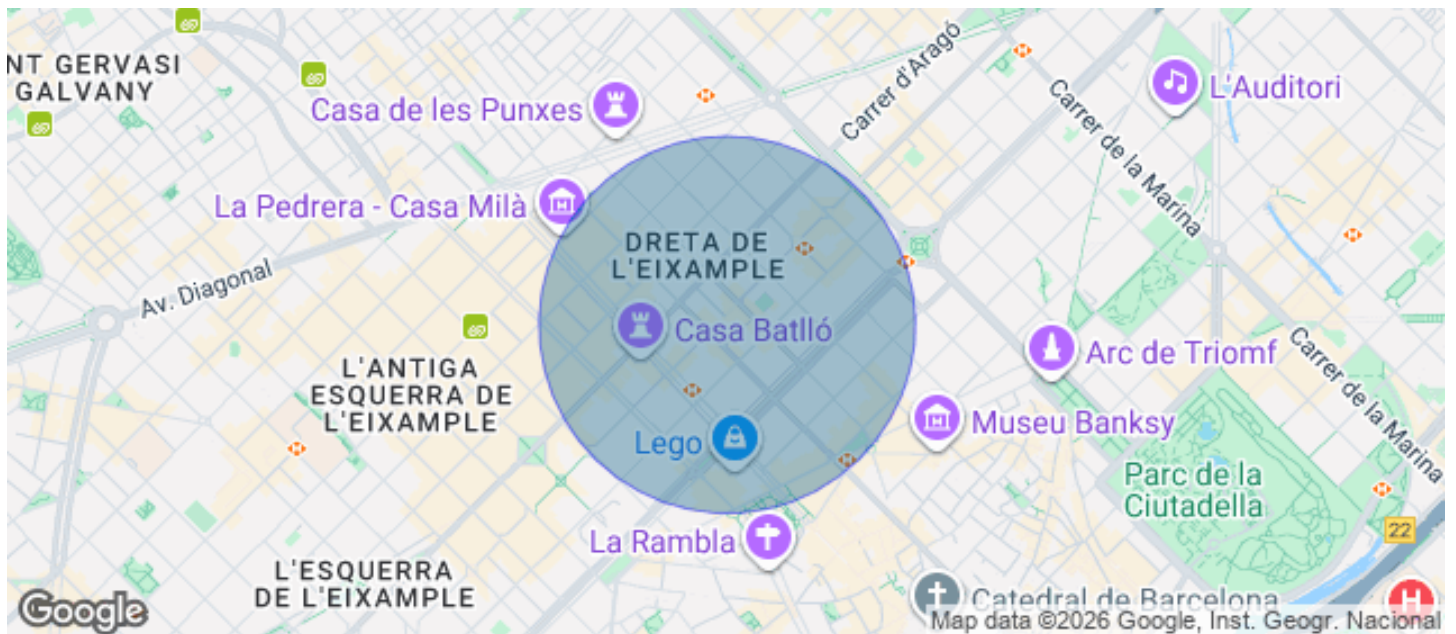 NT GERVASI
GALVANY
Casa de les Punxes
Carrer d'Aragó
L'Auditori
Carrer de la Marina
La Pedrera - Casa Milà
DRETA DE
L'EIXAMPLE
Av. Diagonal
Casa Batlló
Arc de Triomf
Carrer de la Marina
L'ANTIGA
ESQUERRA DE
L'EIXAMPLE
Lego
Museu Banksy
Parc de la
Ciutadella
22
La Rambla
L'ESQUERRA
DE L'EIXAMPLE
Catedral de Barcelona
H
Google
Map data ©2026 Google, Inst. Geogr. Nacional